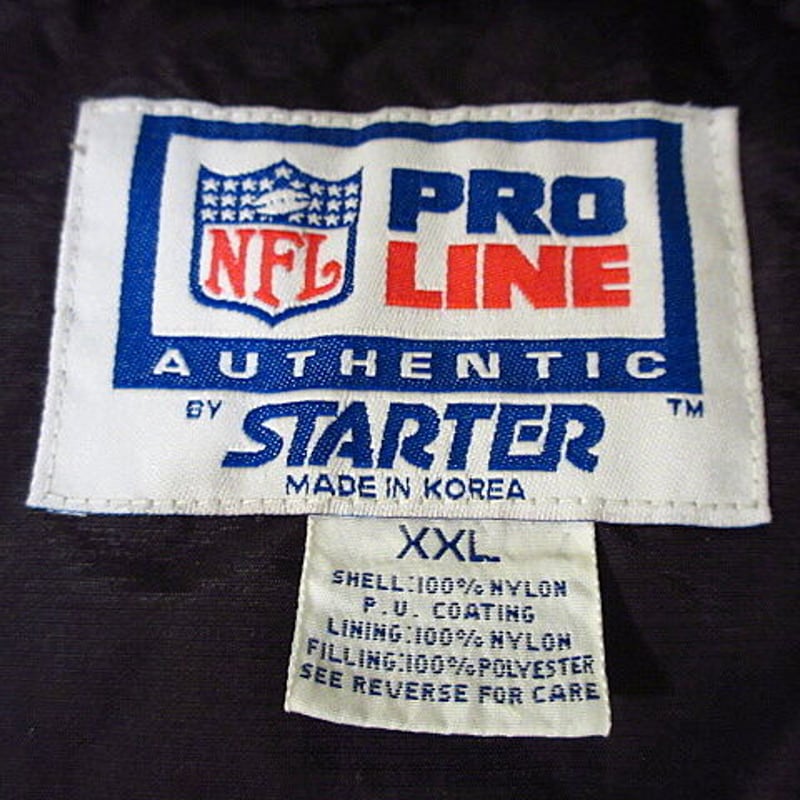 NFL
PRO
LINE
AUTHENTIC
BY STARTER TM
MADE IN KOREA
XXL
SHELL:100% NYLON
P.U. COATING
LINING:100% NYLON
FILLING:100% POLYESTER
SEE REVERSE FOR CARE